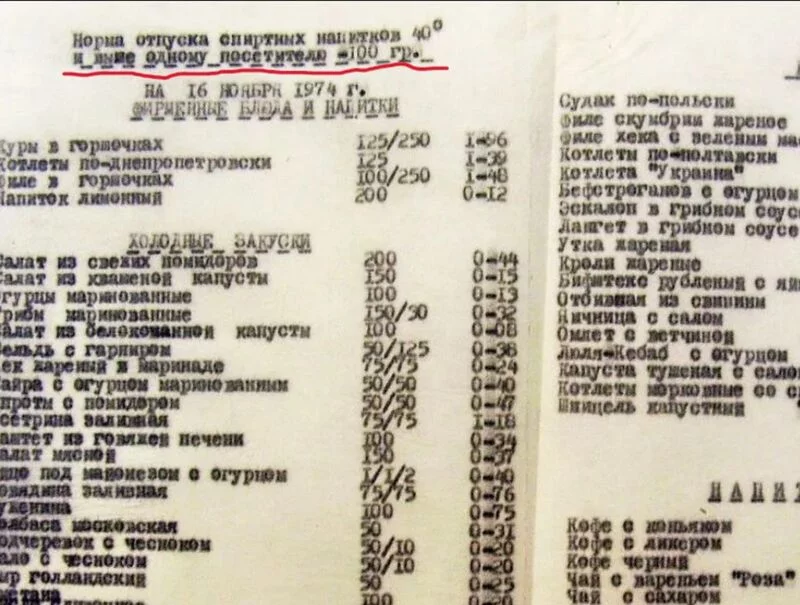 Норма отпуска спиртных напитков 40°
и выше одному посетителю -100 гр.
НА 16 НОЯБРЯ 1974 г.
ФИРМЕННЫЕ БЛЮДА И НАПИТКИ
Куры в горшочках 125/250 1-96
Котлеты по-днепропетровски 125 1-39
Филе в горшочках 100/250 1-48
Напиток лимонный 200 0-12
ХОЛОДНЫЕ ЗАКУСКИ
Салат из свежих помидоров 200 0-44
Салат из квашеной капусты 150 0-15
Огурцы маринованные 100 0-13
Грибы маринованные 150/50 0-32
Салат из белокочанной капусты 100 0-08
Сельдь с гарниром 50/125 0-38
Хек жареный в маринаде 75/75 0-24
Сайра с огурцом маринованным 50/50 0-40
Шпроты с помидором 50/50 0-47
Осетрина заливная 75/75 1-18
Паштет из говяжей печени 100 0-34
Салат мясной 150 0-37
Яйцо под майонезом с огурцом 1/1/2 0-40
Говядина заливная 75/75 0-76
Буженина 100 0-75
Колбаса московская 50 0-31
Подчеревок с чесноком 50/10 0-20
Сало с чесноком 50/10 0-20
Сыр голландский 50 0-25
Сметана 100 0-20
Судак по-польски
Филе скумбрии жареное
Филе хека с зеленым
Котлеты по-полтавски
Котлета "Украина"
Бефстроганов с огурцом
Эскалоп в грибном соусе
Лангет в грибном соусе
Утка жареная
Кроли жареные
Бифштекс рубленый с
Отбивная из свинины
Яичница с салом
Омлет с ветчиной
Люля-Кебаб с огурцом
Капуста тушеная с салом
Котлеты морковные со
Шницель капустный
Кофе с коньяком
Кофе с ликером
Кофе черный
Чай с вареньем "Роза"
Чай с сахаром